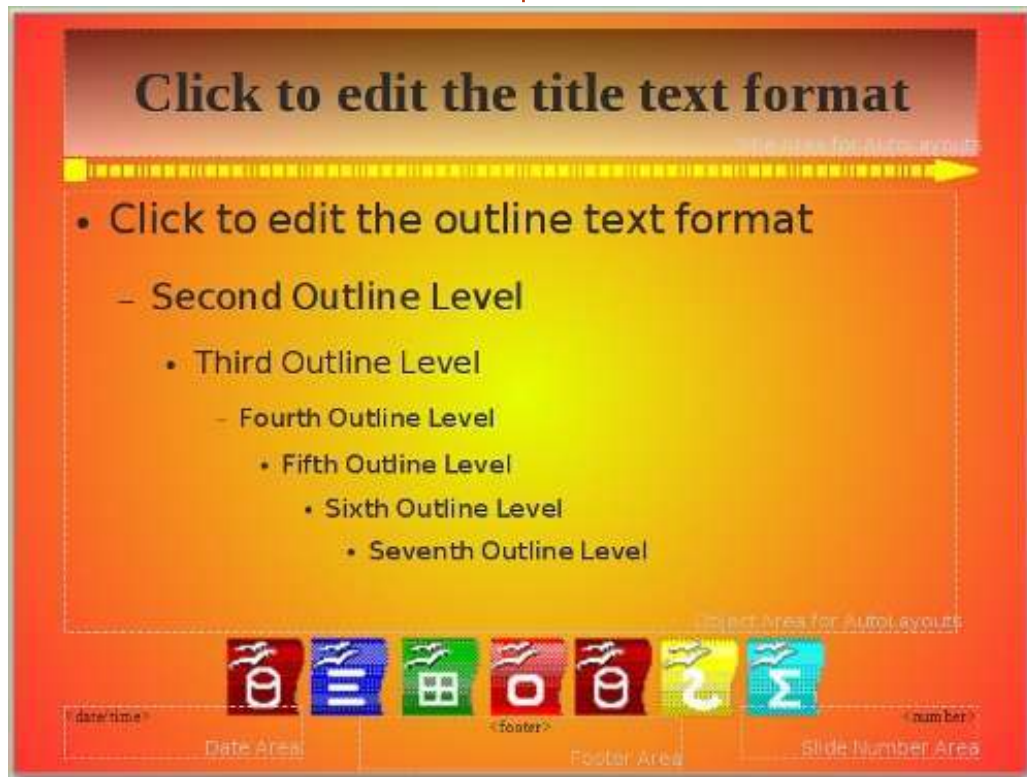 Click to edit the title text format
Title Area for AutoLayouts
• Click to edit the outline text format
– Second Outline Level
• Third Outline Level
– Fourth Outline Level
• Fifth Outline Level
• Sixth Outline Level
• Seventh Outline Level
Object Area for AutoLayouts
<date/time>
<footer>
<number>
Date Area
Footer Area
Slide Number Area